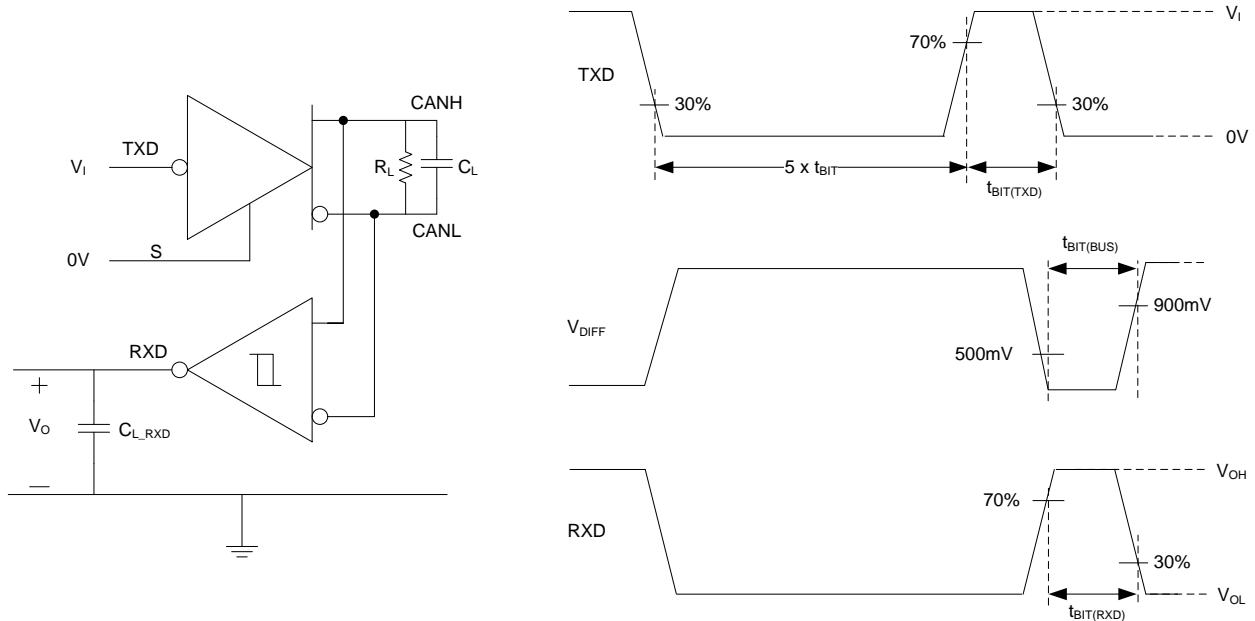 CANH
TXD
V_I
R_L
C_L
CANL
0V
S
RXD
+
V_O
C_L_RXD
—
V_I
70%
TXD
30%
30%
0V
5 x t_BIT
t_BIT(TXD)
t_BIT(BUS)
900mV
V_DIFF
500mV
V_OH
70%
RXD
30%
V_OL
t_BIT(RXD)